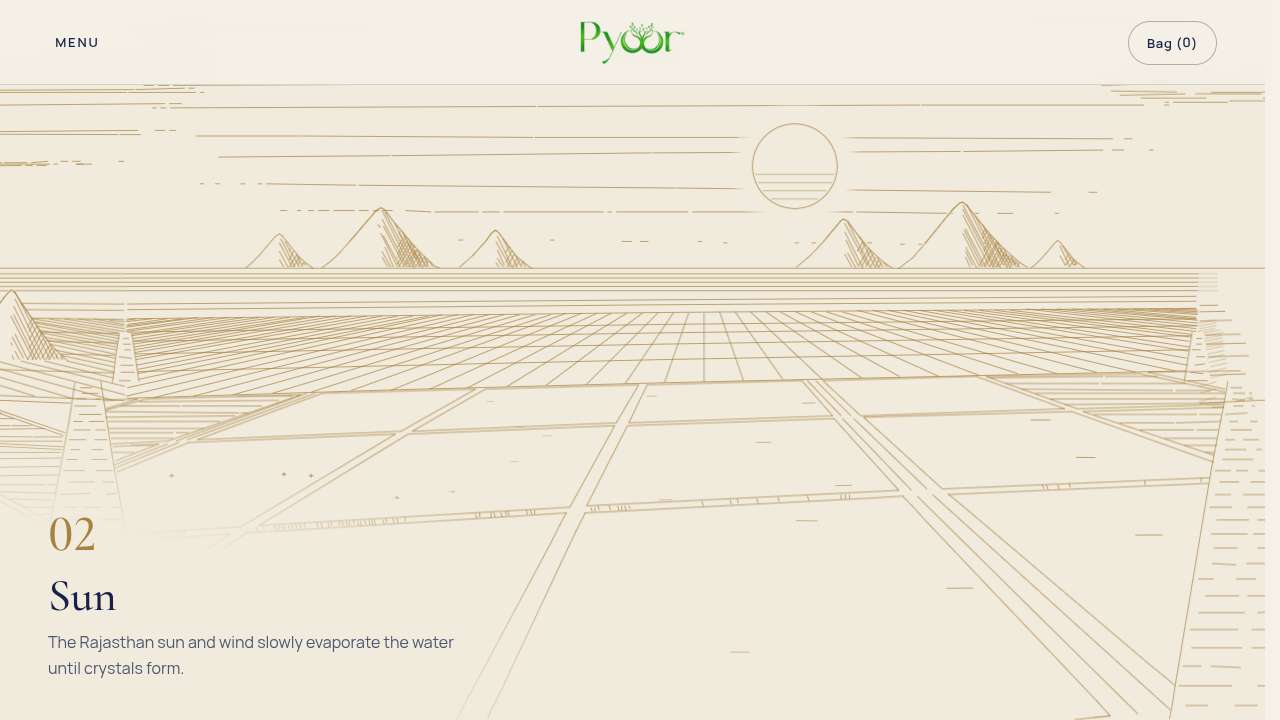 MENU
Pyoor
Bag (0)
02
Sun
The Rajasthan sun and wind slowly evaporate the water
until crystals form.